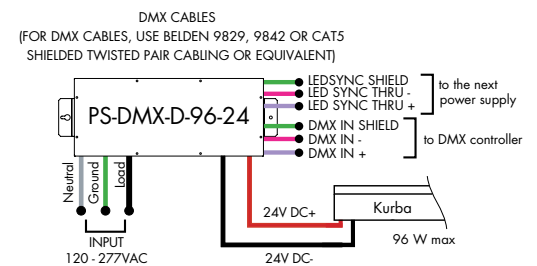 DMX CABLES
(FOR DMX CABLES, USE BELDEN 9829, 9842 OR CAT5
SHIELDED TWISTED PAIR CABLING OR EQUIVALENT)
PS-DMX-D-96-24
LEDSYNC SHIELD
LED SYNC THRU -
LED SYNC THRU +
to the next
power supply
DMX IN SHIELD
DMX IN -
DMX IN +
to DMX controller
Neutral
Ground
Load
INPUT
120 - 277VAC
24V DC+
24V DC-
Kurba
96 W max